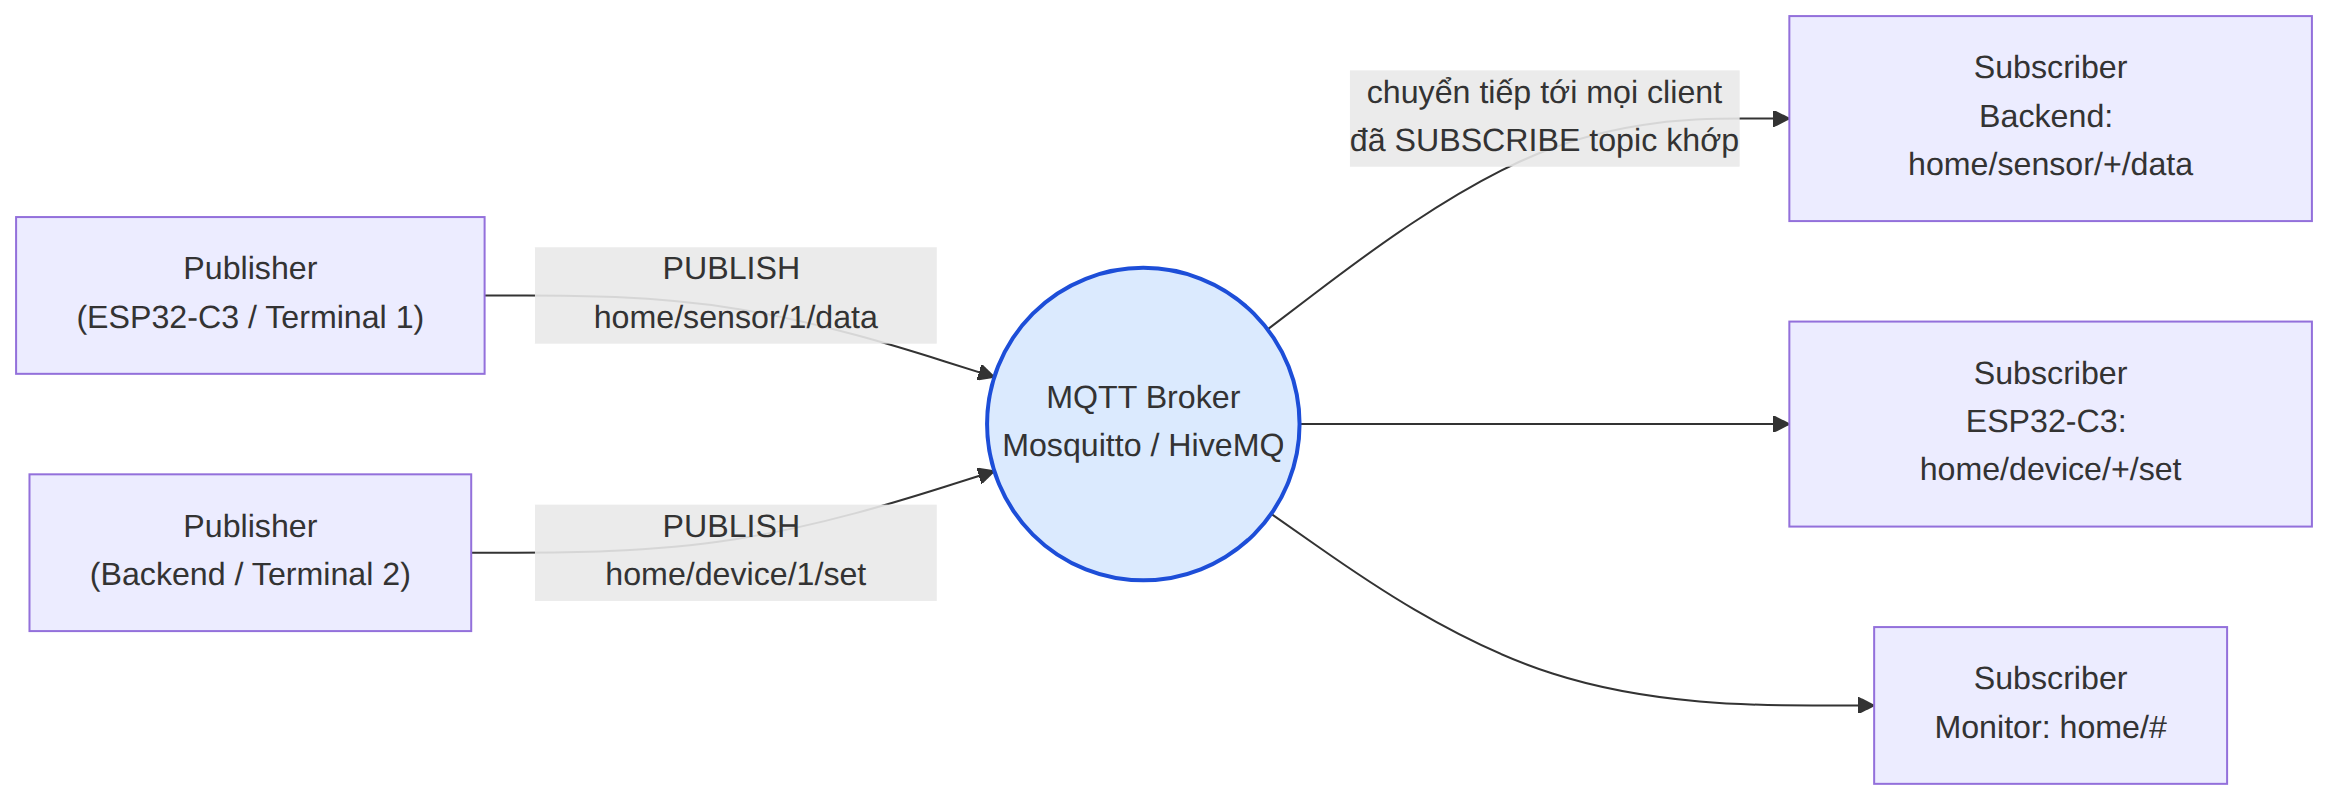 Publisher
(ESP32-C3 / Terminal 1)
PUBLISH
home/sensor/1/data
Publisher
(Backend / Terminal 2)
PUBLISH
home/device/1/set
MQTT Broker
Mosquitto / HiveMQ
chuyển tiếp tới mọi client
đã SUBSCRIBE topic khớp
Subscriber
Backend:
home/sensor/+/data
Subscriber
ESP32-C3:
home/device/+/set
Subscriber
Monitor: home/#